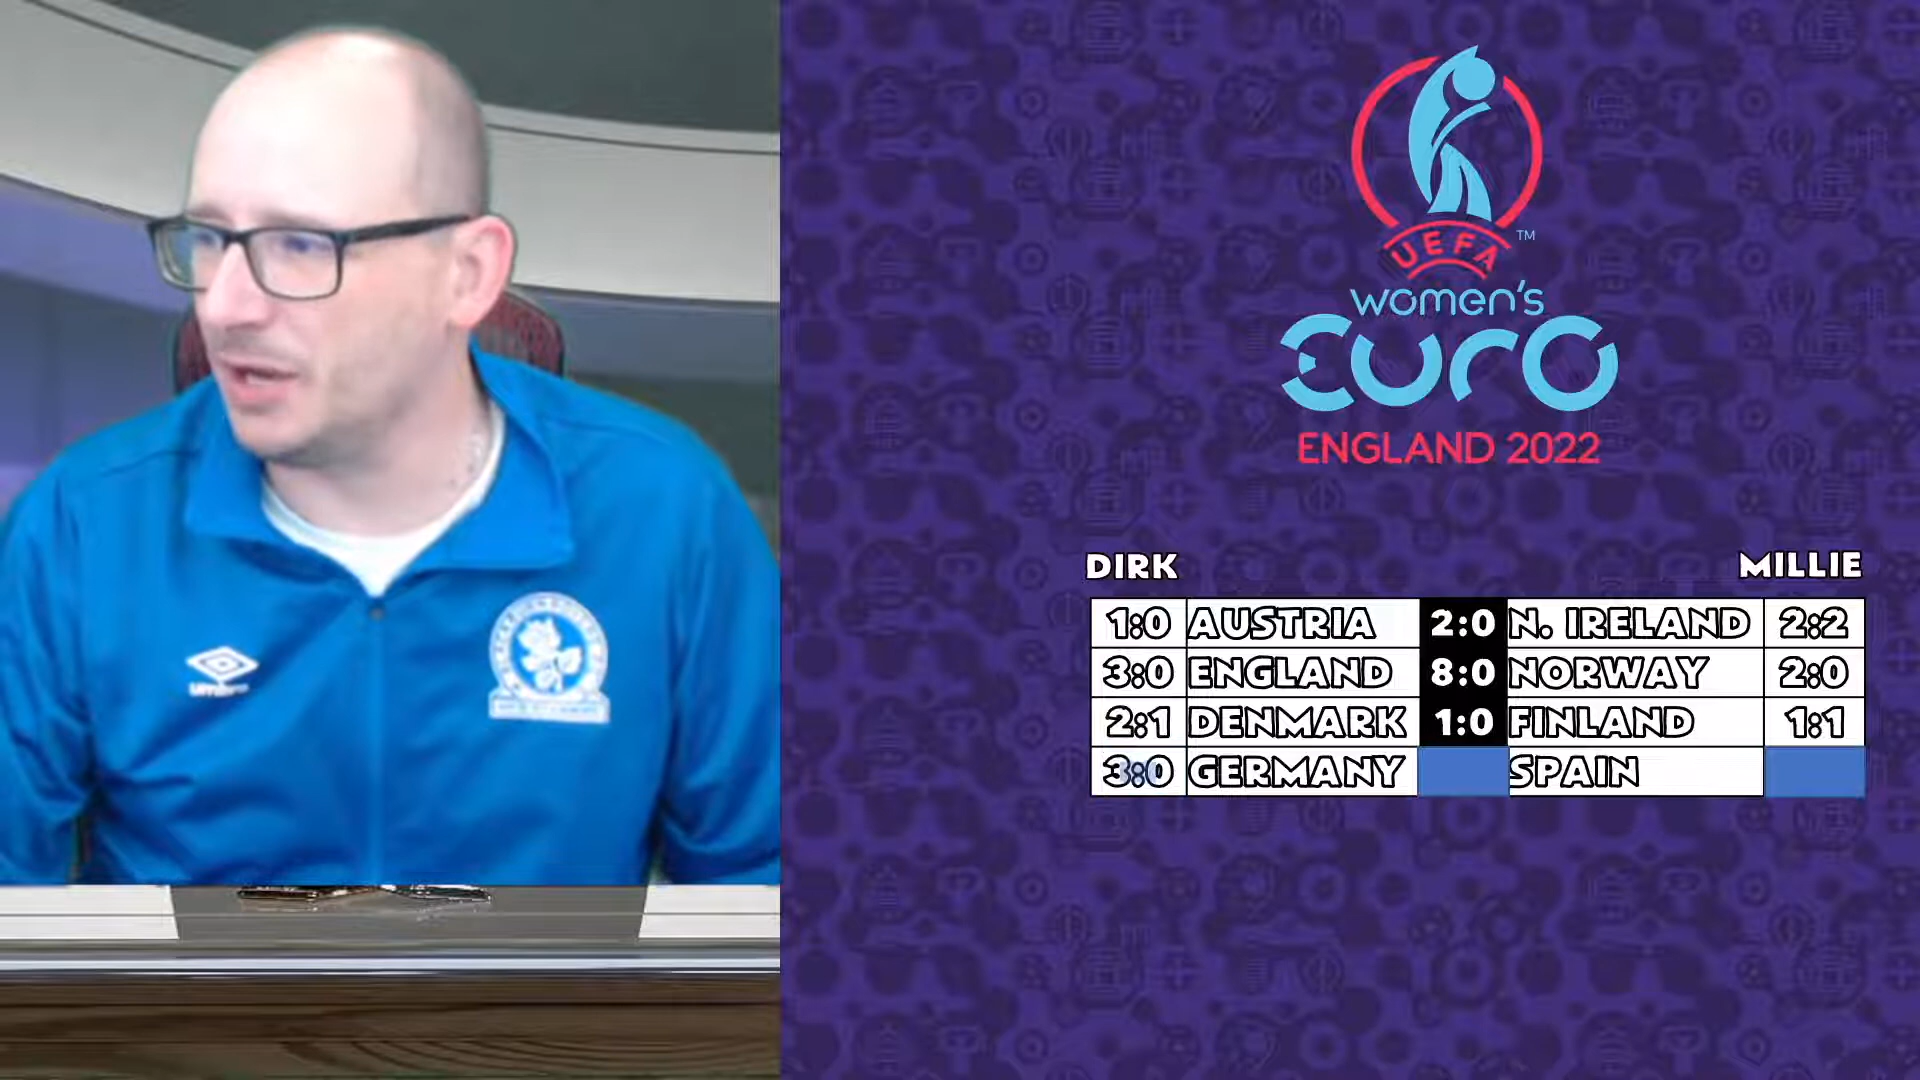 UEFA
TM
women's
EURO
ENGLAND 2022
DIRK MILLIE
1:0 AUSTRIA 2:0 N. IRELAND 2:2
3:0 ENGLAND 8:0 NORWAY 2:0
2:1 DENMARK 1:0 FINLAND 1:1
3:0 GERMANY SPAIN
umbro